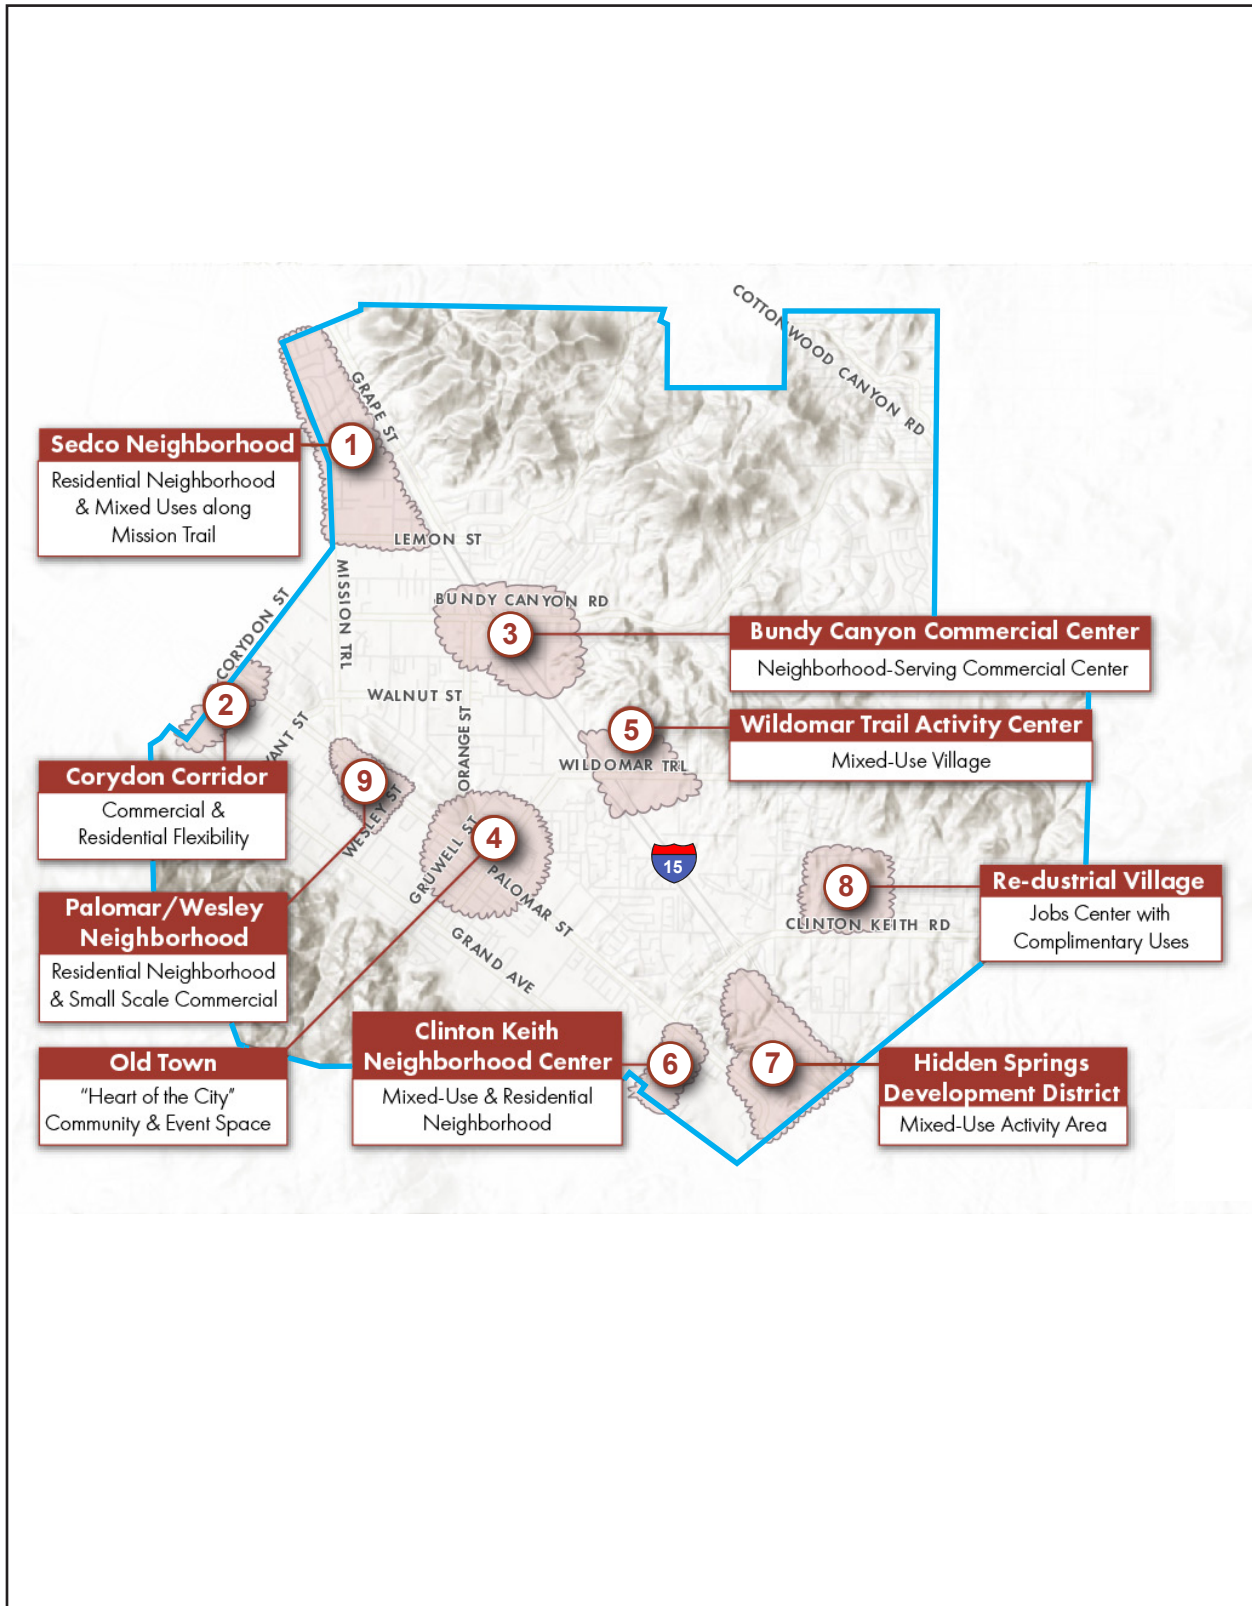 COTTONWOOD CANYON RD
GRAPE ST
1
Sedco Neighborhood
Residential Neighborhood
& Mixed Uses along
Mission Trail
LEMON ST
MISSION TRL
CORYDON ST
BUNDY CANYON RD
3
Bundy Canyon Commercial Center
Neighborhood-Serving Commercial Center
WALNUT ST
2
ORANGE ST
5
Wildomar Trail Activity Center
Mixed-Use Village
VANT ST
WILDOMAR TRL
Corydon Corridor
Commercial &
Residential Flexibility
9
WESLEY ST
GRUWELL ST
4
PALOMAR ST
15
8
Re-dustrial Village
Jobs Center with
Complimentary Uses
CLINTON KEITH RD
Palomar/Wesley
Neighborhood
Residential Neighborhood
& Small Scale Commercial
GRAND AVE
Old Town
“Heart of the City”
Community & Event Space
Clinton Keith
Neighborhood Center
Mixed-Use & Residential
Neighborhood
6
7
Hidden Springs
Development District
Mixed-Use Activity Area